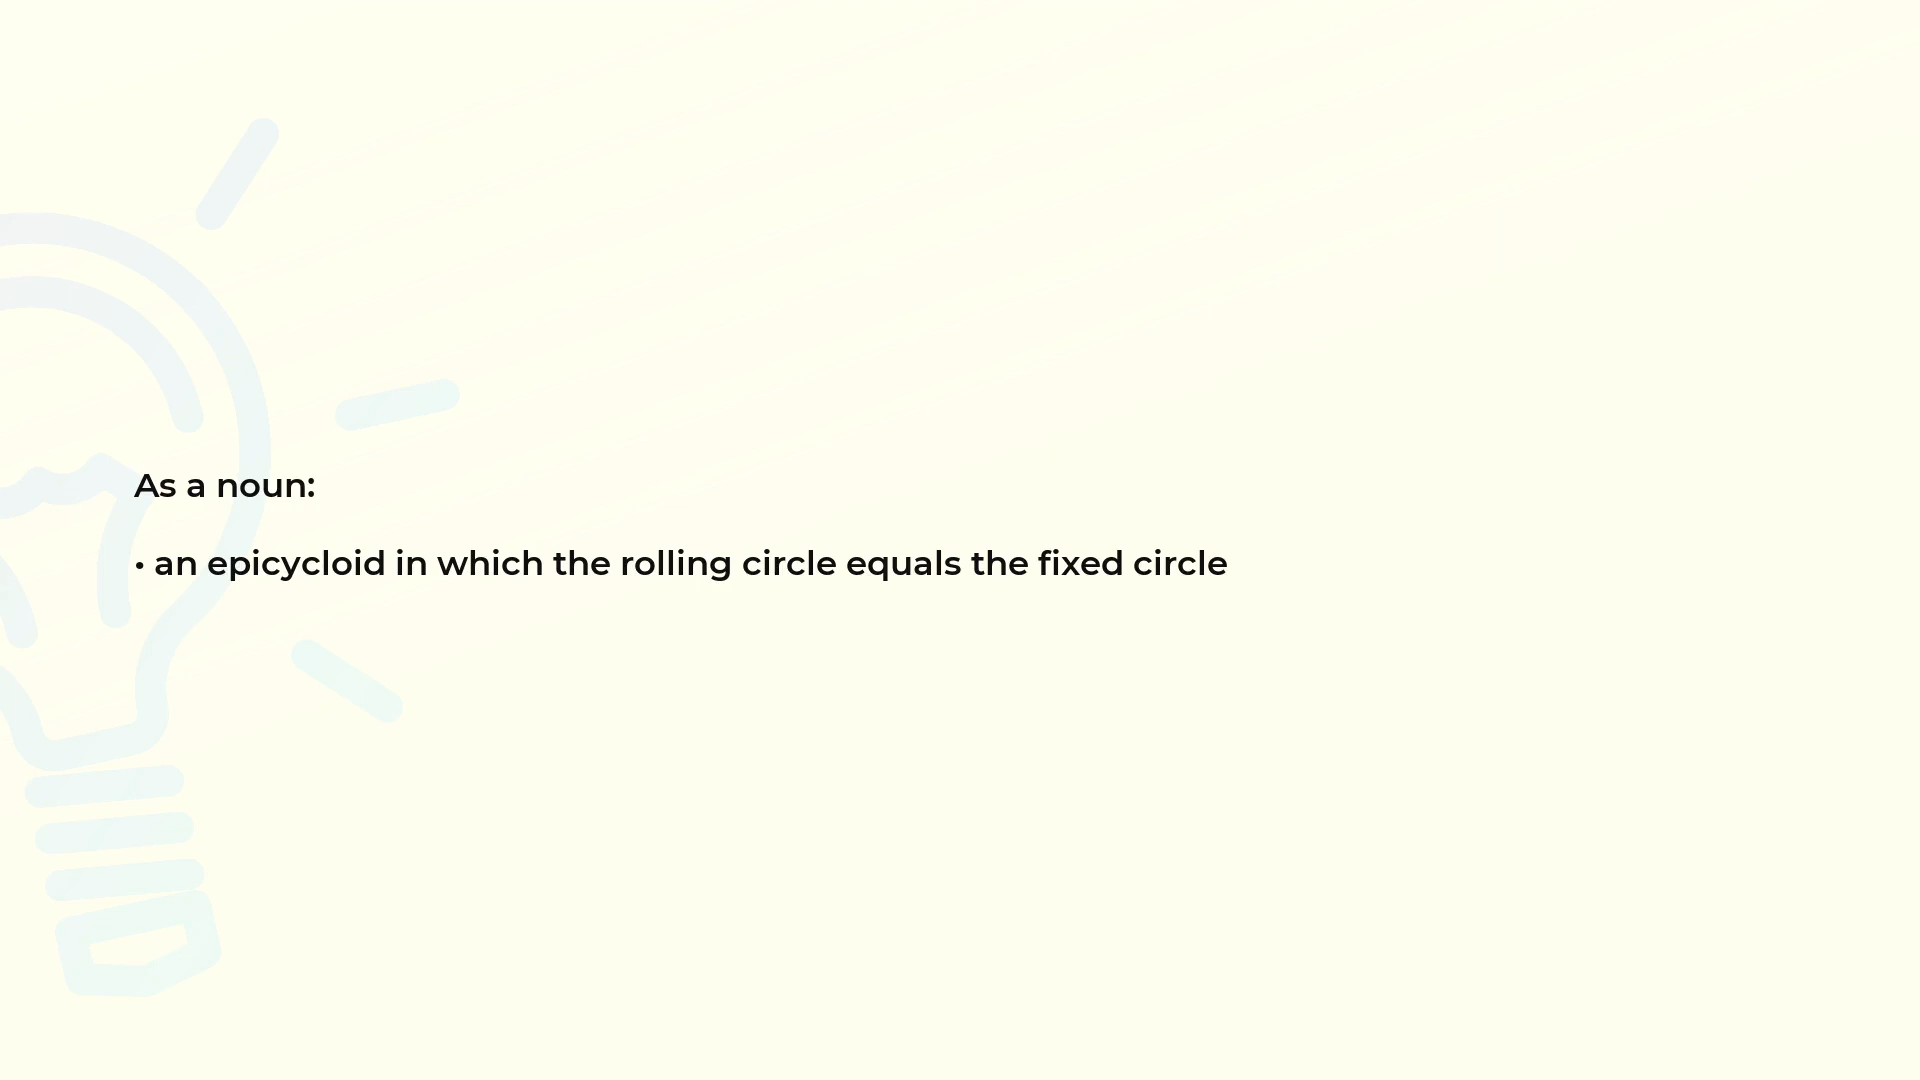 As a noun:
• an epicycloid in which the rolling circle equals the fixed circle